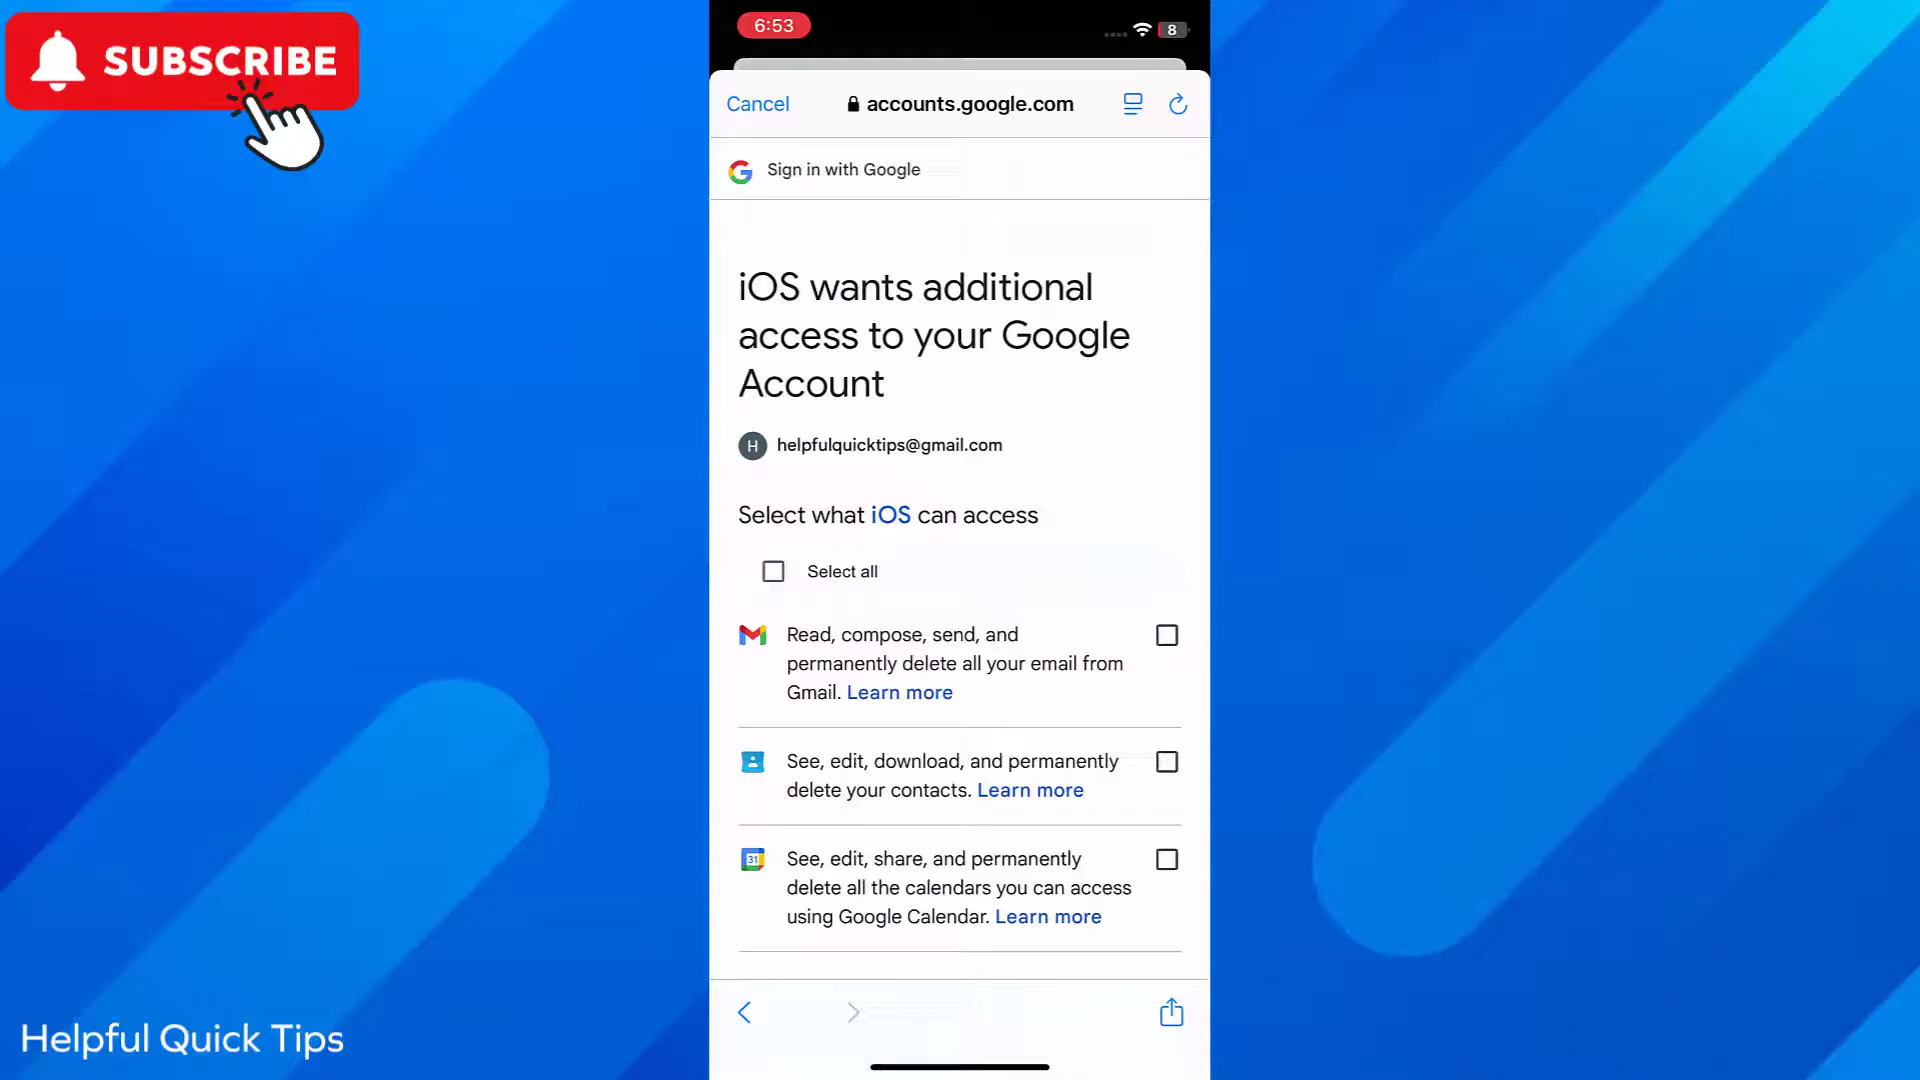 SUBSCRIBE
6:53
8
Cancel
accounts.google.com
Sign in with Google
iOS wants additional
access to your Google
Account
H
helpfulquicktips@gmail.com
Select what iOS can access
Select all
Read, compose, send, and
permanently delete all your email from
Gmail. Learn more
See, edit, download, and permanently
delete your contacts. Learn more
31
See, edit, share, and permanently
delete all the calendars you can access
using Google Calendar. Learn more
Helpful Quick Tips